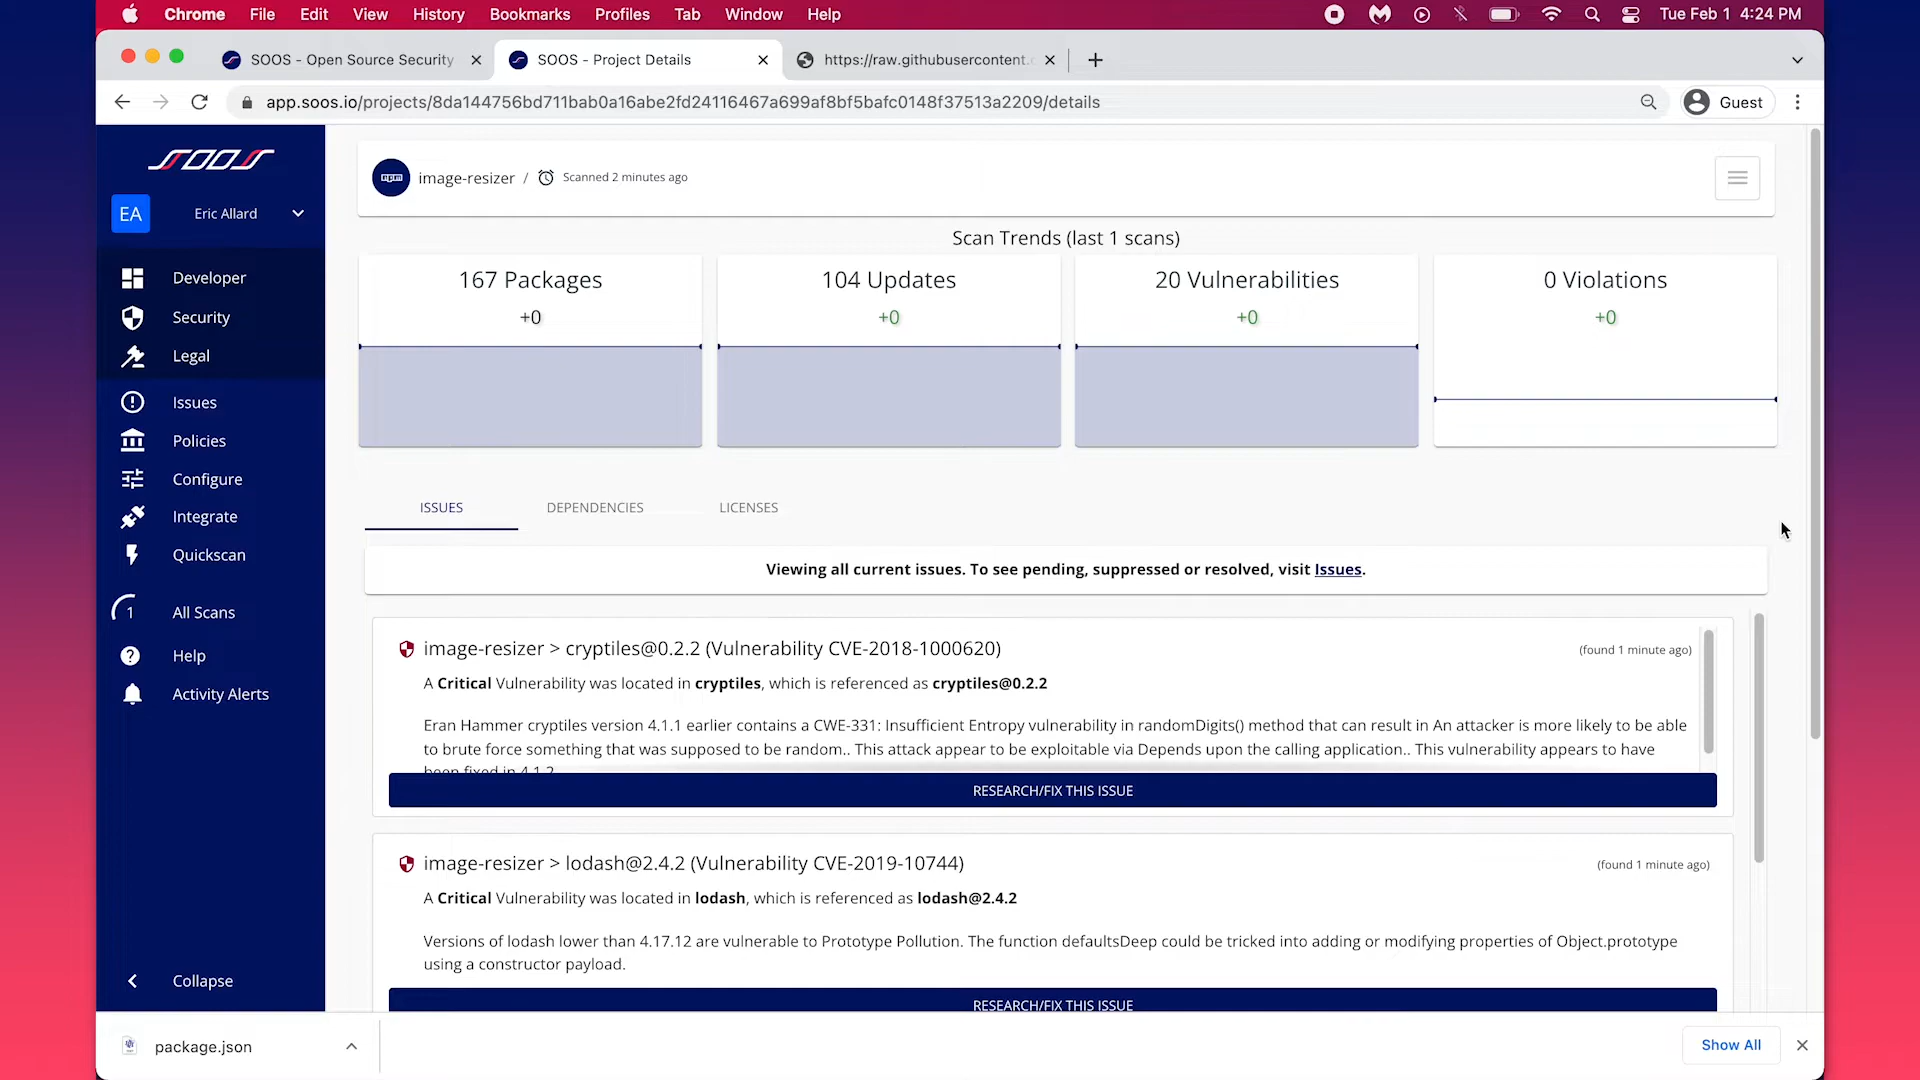 Chrome File Edit View History Bookmarks Profiles Tab Window Help Tue Feb 1 4:24 PM
SOOS - Open Source Security SOOS - Project Details https://raw.githubusercontent.
app.soos.io/projects/8da144756bd711bab0a16abe2fd24116467a699af8bf5bafc0148f37513a2209/details Guest
SOOS
EA Eric Allard
Developer
Security
Legal
Issues
Policies
Configure
Integrate
Quickscan
1 All Scans
Help
Activity Alerts
Collapse
npm image-resizer / Scanned 2 minutes ago
Scan Trends (last 1 scans)
167 Packages
+0
104 Updates
+0
20 Vulnerabilities
+0
0 Violations
+0
ISSUES DEPENDENCIES LICENSES
Viewing all current issues. To see pending, suppressed or resolved, visit Issues.
image-resizer > cryptiles@0.2.2 (Vulnerability CVE-2018-1000620) (found 1 minute ago)
A Critical Vulnerability was located in cryptiles, which is referenced as cryptiles@0.2.2
Eran Hammer cryptiles version 4.1.1 earlier contains a CWE-331: Insufficient Entropy vulnerability in randomDigits() method that can result in An attacker is more likely to be able
to brute force something that was supposed to be random.. This attack appear to be exploitable via Depends upon the calling application.. This vulnerability appears to have
been fixed in 4.1.2
RESEARCH/FIX THIS ISSUE
image-resizer > lodash@2.4.2 (Vulnerability CVE-2019-10744) (found 1 minute ago)
A Critical Vulnerability was located in lodash, which is referenced as lodash@2.4.2
Versions of lodash lower than 4.17.12 are vulnerable to Prototype Pollution. The function defaultsDeep could be tricked into adding or modifying properties of Object.prototype
using a constructor payload.
RESEARCH/FIX THIS ISSUE
package.json Show All